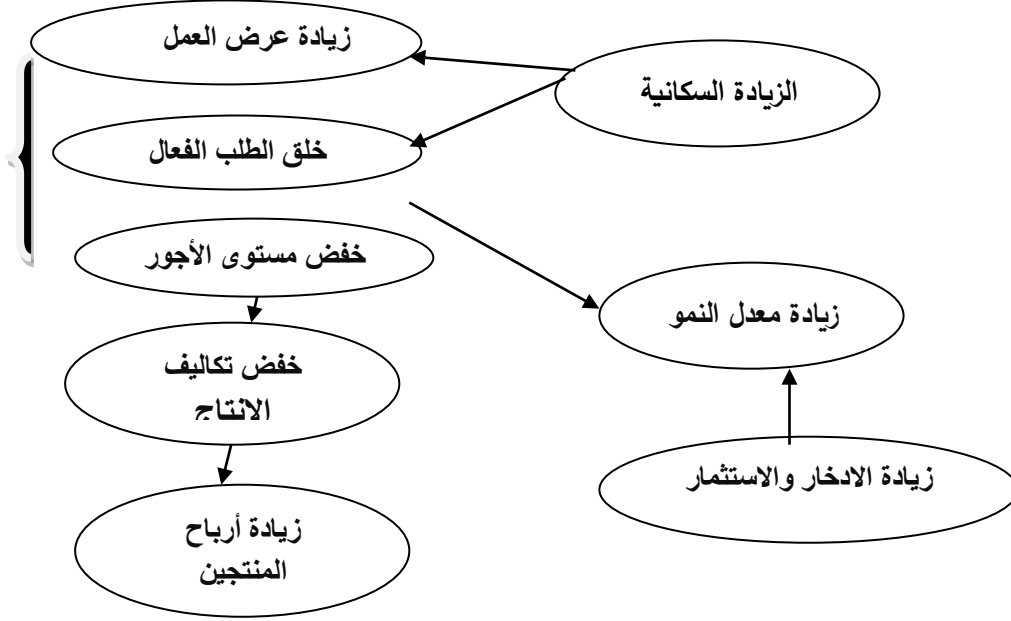 زيادة عرض العمل
الزيادة السكانية
خلق الطلب الفعال
خفض مستوى الأجور
زيادة معدل النمو
خفض تكاليف
الانتاج
زيادة الادخار والاستثمار
زيادة أرباح
المنتجين